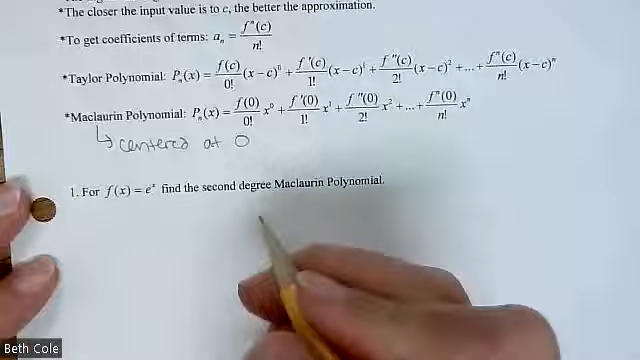 *The closer the input value is to c, the better the approximation.
*To get coefficients of terms: aₙ = fⁿ(c)/n!
*Taylor Polynomial: Pₙ(x) = f(c)/0! (x−c)⁰ + f'(c)/1! (x−c)¹ + f"(c)/2! (x−c)² + ... + fⁿ(c)/n! (x−c)ⁿ
*Maclaurin Polynomial: Pₙ(x) = f(0)/0! x⁰ + f'(0)/1! x¹ + f"(0)/2! x² + ... + fⁿ(0)/n! xⁿ
↳ centered at 0
1. For f(x) = eˣ find the second degree Maclaurin Polynomial.
Beth Cole